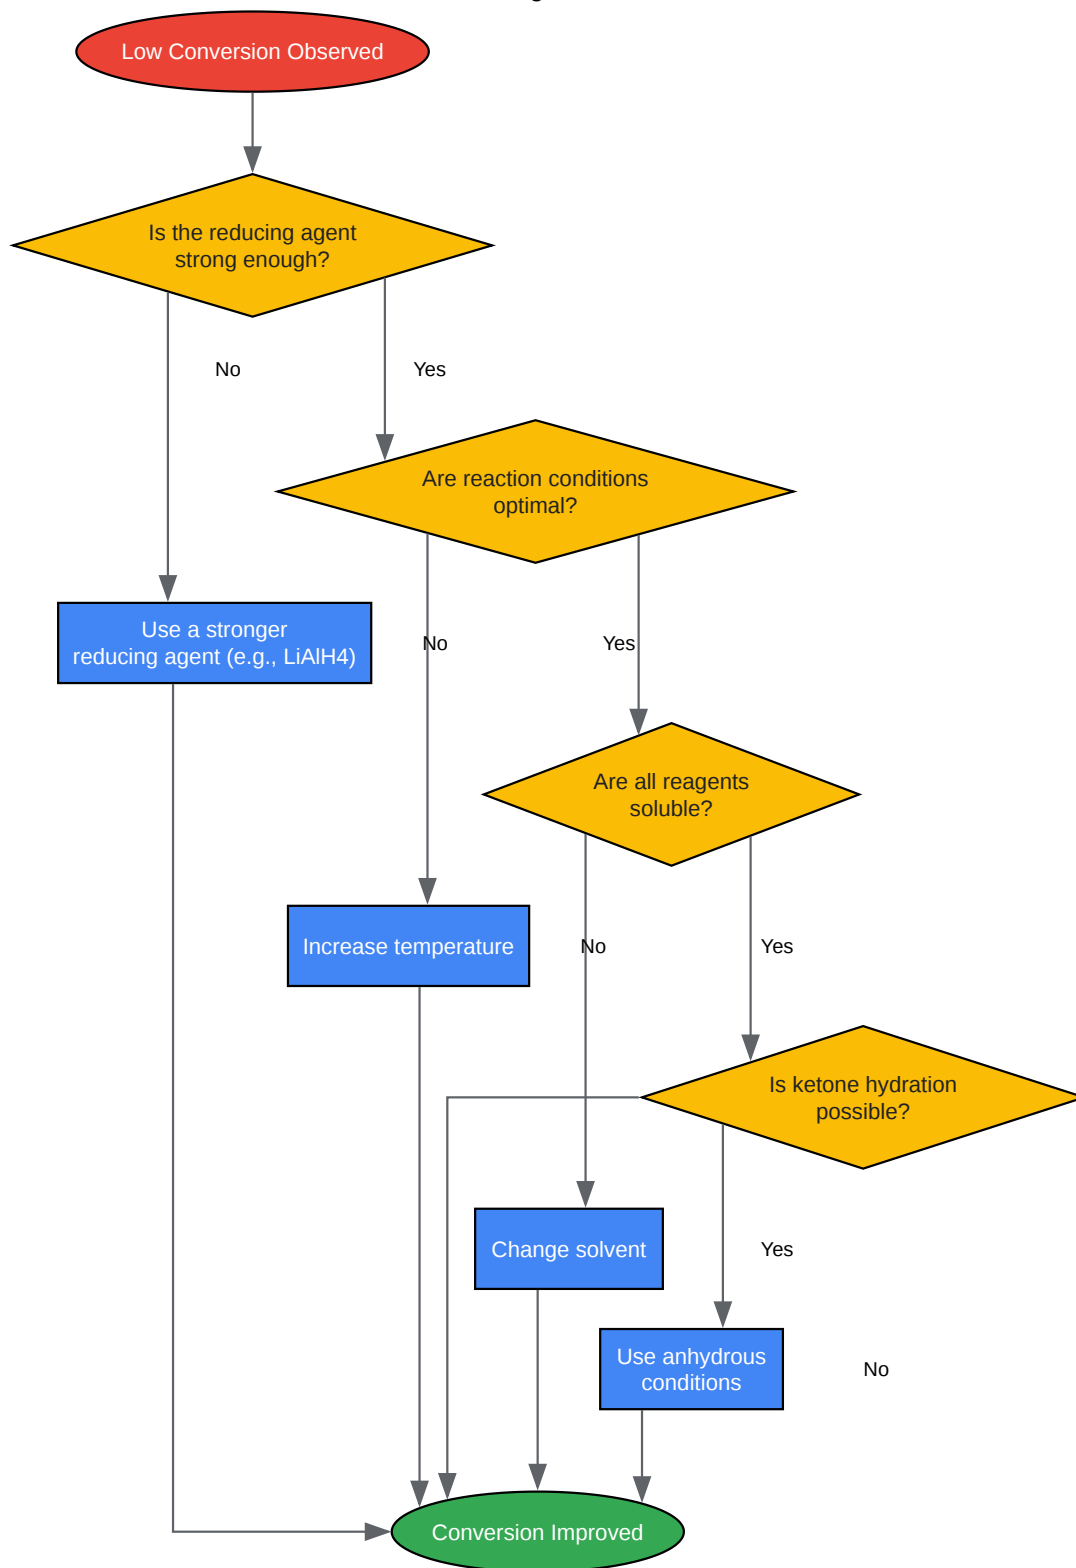 Low Conversion Observed
Is the reducing agent
strong enough?
No
Yes
Are reaction conditions
optimal?
Use a stronger
reducing agent (e.g., LiAlH4)
No
Yes
Are all reagents
soluble?
Increase temperature
No
Yes
Is ketone hydration
possible?
Change solvent
Yes
Use anhydrous
conditions
No
Conversion Improved